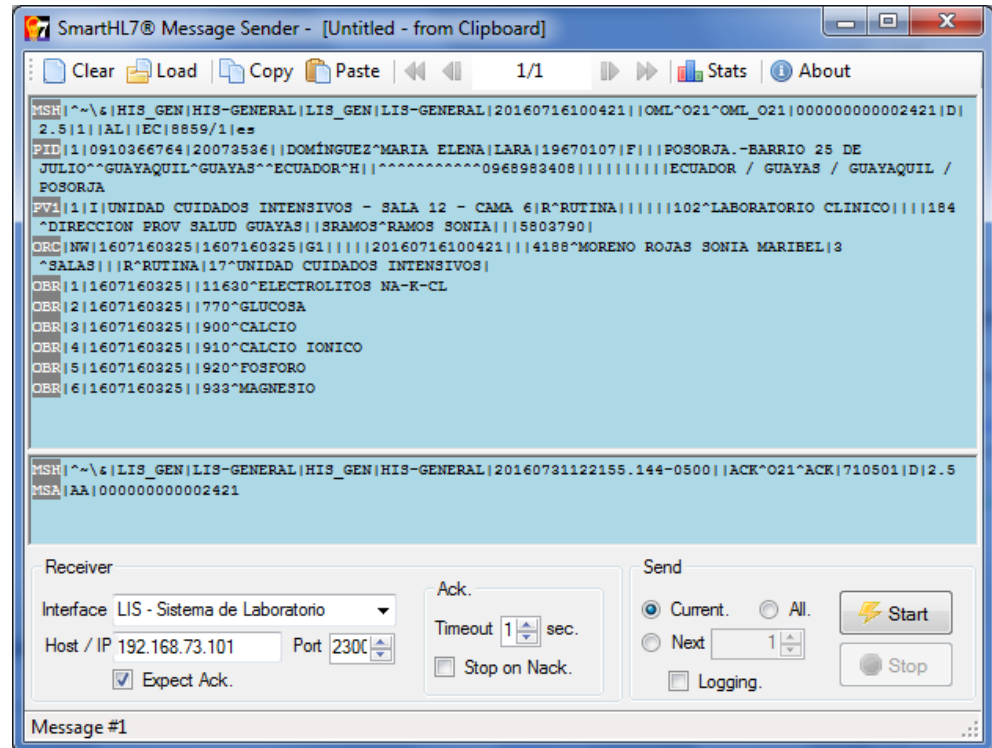 SmartHL7® Message Sender - [Untitled - from Clipboard]
Clear Load Copy Paste 1/1 Stats About
MSH|^~\&|HIS_GEN|HIS-GENERAL|LIS_GEN|LIS-GENERAL|20160716100421||OML^O21^OML_O21|000000000002421|D|
2.5|1||AL||EC|8859/1|es
PID|1|0910366764|20073536||DOMÍNGUEZ^MARIA ELENA|LARA|19670107|F|||POSORJA.-BARRIO 25 DE
JULIO^^GUAYAQUIL^GUAYAS^^ECUADOR^H||^^^^^^^^^^^0968983408||||||||||ECUADOR / GUAYAS / GUAYAQUIL /
POSORJA
PV1|1|I|UNIDAD CUIDADOS INTENSIVOS - SALA 12 - CAMA 6|R^RUTINA||||||102^LABORATORIO CLINICO||||184
^DIRECCION PROV SALUD GUAYAS||SRAMOS^RAMOS SONIA|||5803790|
ORC|NW|1607160325|1607160325|G1|||||20160716100421|||4188^MORENO ROJAS SONIA MARIBEL|3
^SALAS|||R^RUTINA|17^UNIDAD CUIDADOS INTENSIVOS|
OBR|1|1607160325||11630^ELECTROLITOS NA-K-CL
OBR|2|1607160325||770^GLUCOSA
OBR|3|1607160325||900^CALCIO
OBR|4|1607160325||910^CALCIO IONICO
OBR|5|1607160325||920^FOSFORO
OBR|6|1607160325||933^MAGNESIO
MSH|^~\&|LIS_GEN|LIS-GENERAL|HIS_GEN|HIS-GENERAL|20160731122155.144-0500||ACK^O21^ACK|710501|D|2.5
MSA|AA|000000000002421
Receiver
Interface LIS - Sistema de Laboratorio
Host / IP 192.168.73.101 Port
Expect Ack.
Ack.
Timeout 1 sec.
Stop on Nack.
Send
Current. All.
Next 1
Logging.
Start
Stop
Message #1